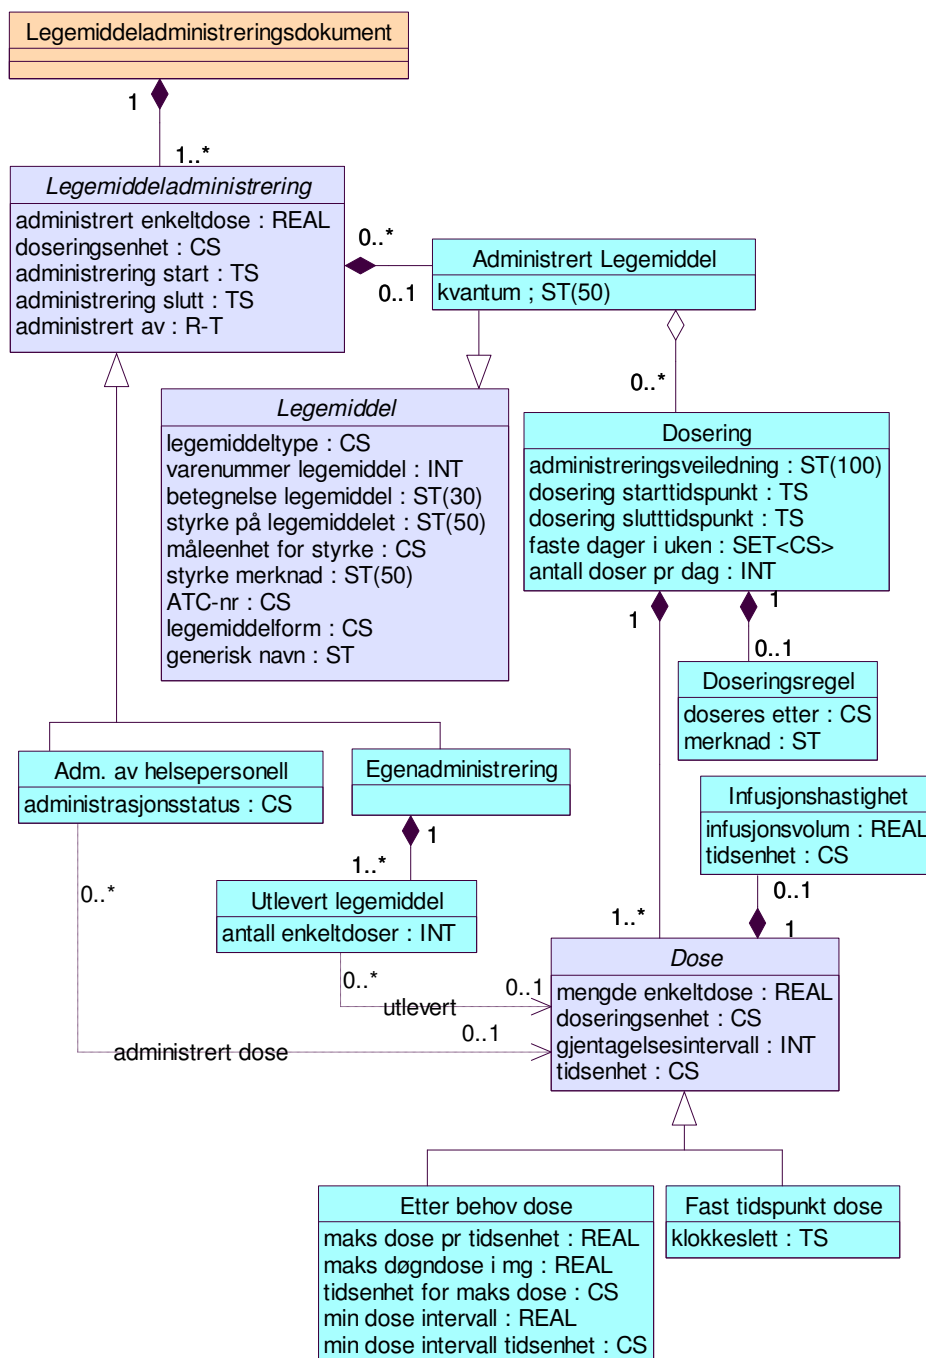 Legemiddeladministreringsdokument
1
1..*
Legemiddeladministrering
administrert enkeltdose : REAL
doseringsenhet : CS
administrering start : TS
administrering slutt : TS
administrert av : R-T
0..*
0..1
Administrert Legemiddel
kvantum ; ST(50)
0..*
Legemiddel
legemiddeltype : CS
varenummer legemiddel : INT
betegnelse legemiddel : ST(30)
styrke på legemiddelet : ST(50)
måleenhet for styrke : CS
styrke merknad : ST(50)
ATC-nr : CS
legemiddelform : CS
generisk navn : ST
Dosering
administreringsveiledning : ST(100)
dosering starttidspunkt : TS
dosering slutttidspunkt : TS
faste dager i uken : SET<CS>
antall doser pr dag : INT
1
1
0..1
Doseringsregel
doseres etter : CS
merknad : ST
Adm. av helsepersonell
administrasjonsstatus : CS
Egenadministrering
1
1..*
Infusjonshastighet
infusjonsvolum : REAL
tidsenhet : CS
0..1
1
0..*
Utlevert legemiddel
antall enkeltdoser : INT
1..*
0..*
utlevert
0..1
administrert dose
0..1
Dose
mengde enkeltdose : REAL
doseringsenhet : CS
gjentagelsesintervall : INT
tidsenhet : CS
Etter behov dose
maks dose pr tidsenhet : REAL
maks døgndose i mg : REAL
tidsenhet for maks dose : CS
min dose intervall : REAL
min dose intervall tidsenhet : CS
Fast tidspunkt dose
klokkeslett : TS